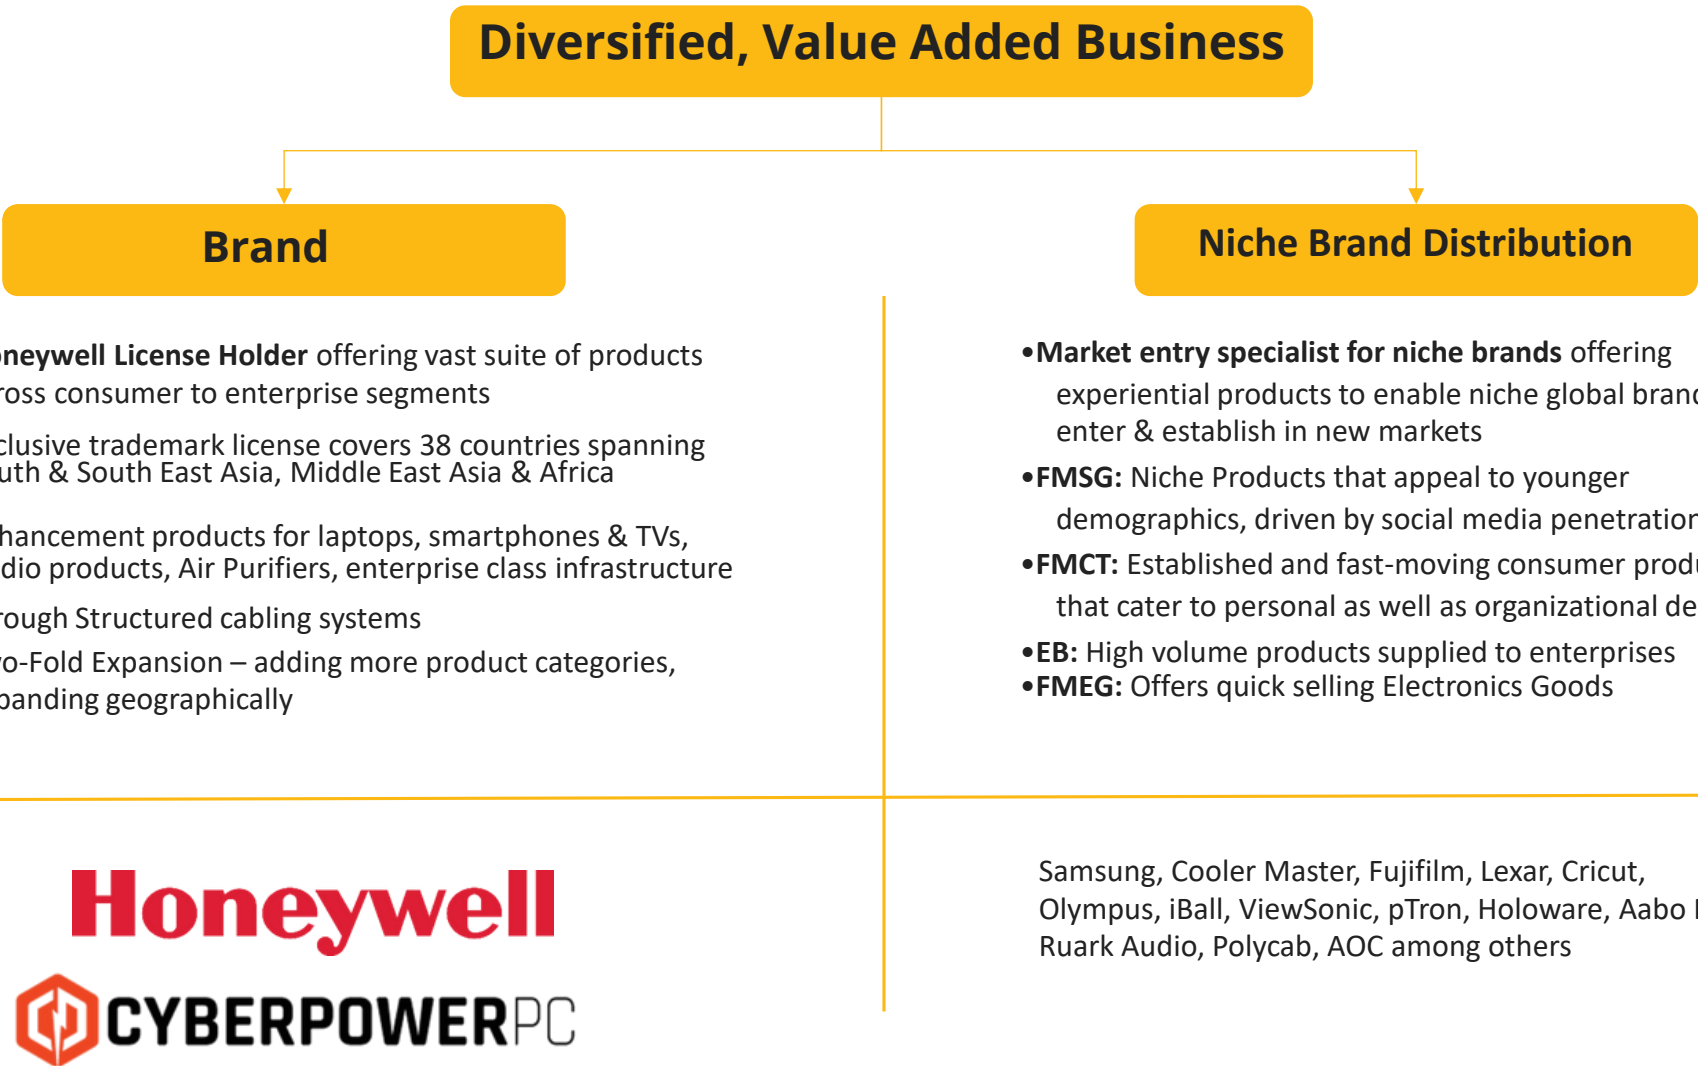 Diversified, Value Added Business
Brand
Niche Brand Distribution
oneywell License Holder offering vast suite of products
ross consumer to enterprise segments
clusive trademark license covers 38 countries spanning
uth & South East Asia, Middle East Asia & Africa
hancement products for laptops, smartphones & TVs,
dio products, Air Purifiers, enterprise class infrastructure
rough Structured cabling systems
o-Fold Expansion – adding more product categories,
panding geographically
•Market entry specialist for niche brands offering
experiential products to enable niche global brand
enter & establish in new markets
•FMSG: Niche Products that appeal to younger
demographics, driven by social media penetration
•FMCT: Established and fast-moving consumer produ
that cater to personal as well as organizational de
•EB: High volume products supplied to enterprises
•FMEG: Offers quick selling Electronics Goods
Honeywell
CYBERPOWERPC
Samsung, Cooler Master, Fujifilm, Lexar, Cricut,
Olympus, iBall, ViewSonic, pTron, Holoware, Aabo
Ruark Audio, Polycab, AOC among others